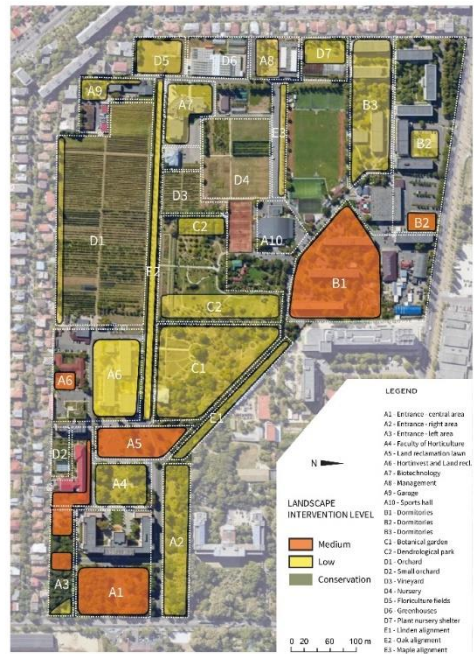 D5
D6
A8
D7
A9
A7
B3
E3
B2
D4
D3
D1
C2
A10
B2
E2
B1
C2
C1
A6
A6
E1
A5
D2
A4
A2
A3
A1
N
LANDSCAPE
INTERVENTION LEVEL
Medium
Low
Conservation
0 20 60 100 m
LEGEND
A1 - Entrance - central area
A2 - Entrance - right area
A3 - Entrance - left area
A4 - Faculty of Horticulture
A5 - Land reclamation lawn
A6 - Hortinvest and Land recl.
A7 - Biotechnology
A8 - Management
A9 - Garage
A10 - Sports hall
B1 - Dormitories
B2 - Dormitories
B3 - Dormitories
C1 - Botanical garden
C2 - Dendrological park
D1 - Orchard
D2 - Small orchard
D3 - Vineyard
D4 - Nursery
D5 - Floriculture fields
D6 - Greenhouses
D7 - Plant nursery shelter
E1 - Linden alignment
E2 - Oak alignment
E3 - Maple alignment